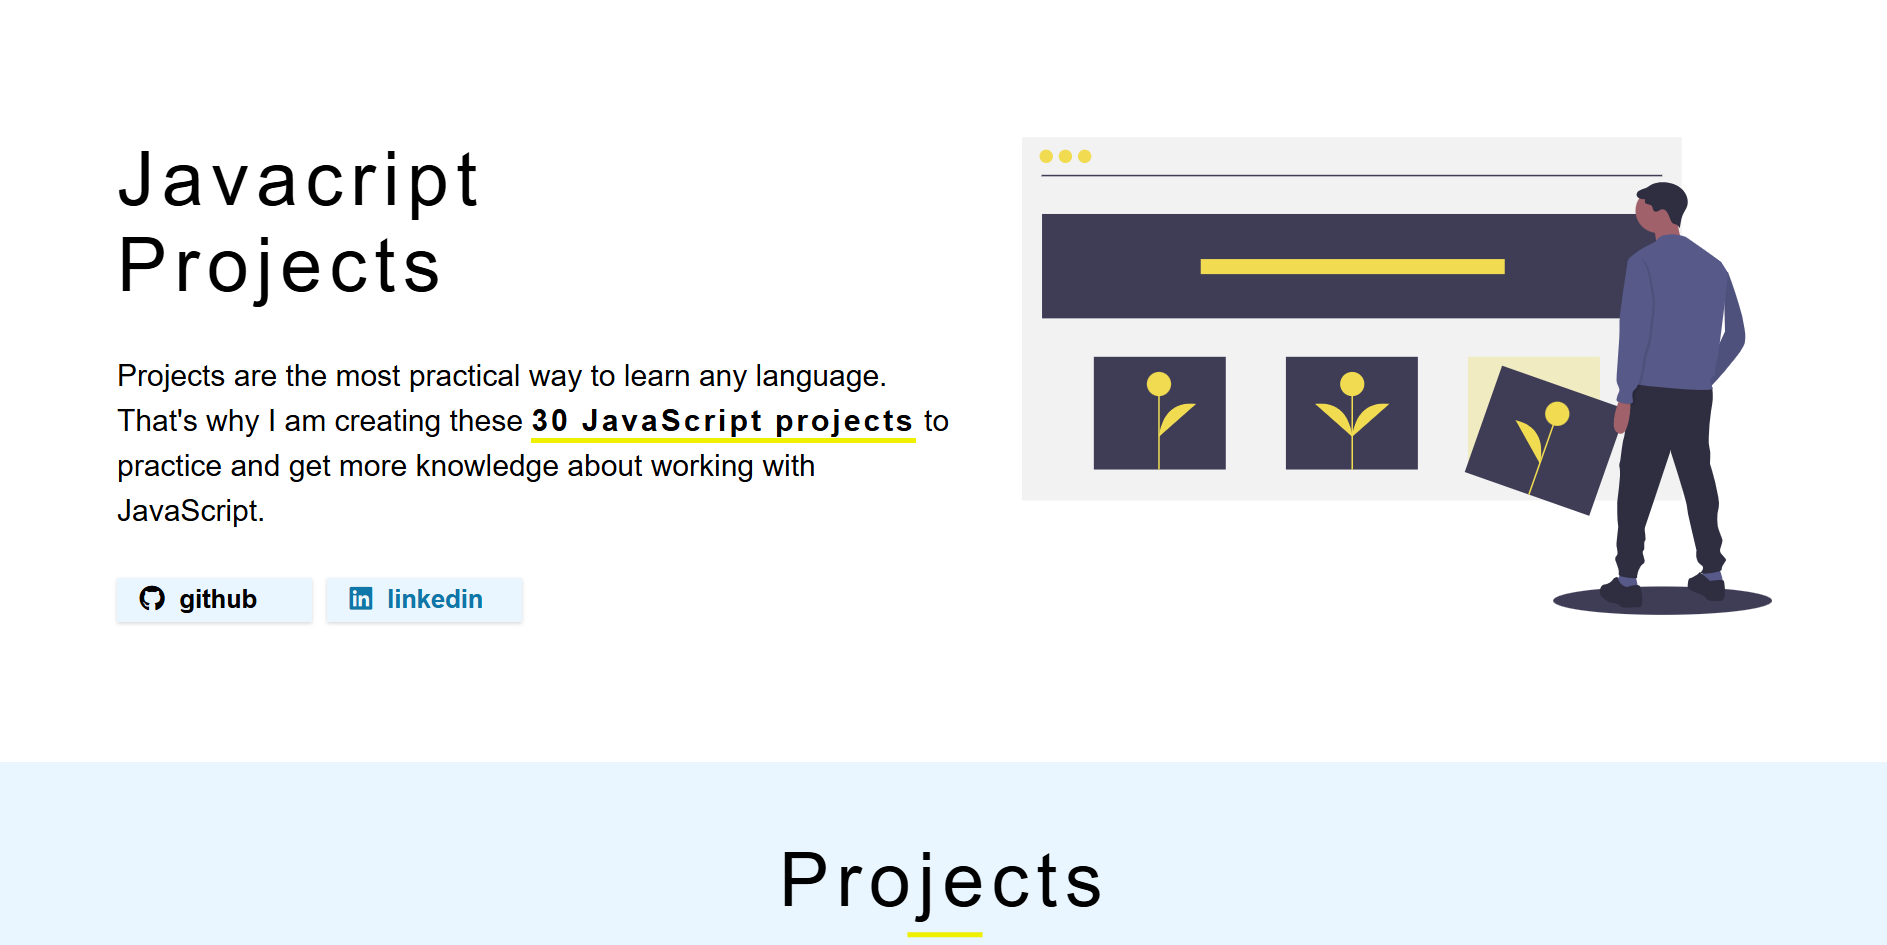 Javacript
Projects
Projects are the most practical way to learn any language.
That's why I am creating these 30 JavaScript projects to
practice and get more knowledge about working with
JavaScript.
github
linkedin
Projects